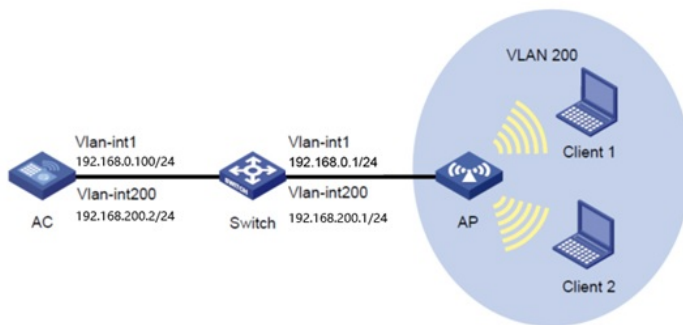 VLAN 200
Client 1
Vlan-int1
192.168.0.100/24
Vlan-int200
192.168.200.2/24
AC
SWITCH
Switch
Vlan-int1
192.168.0.1/24
Vlan-int200
192.168.200.1/24
AP
Client 2